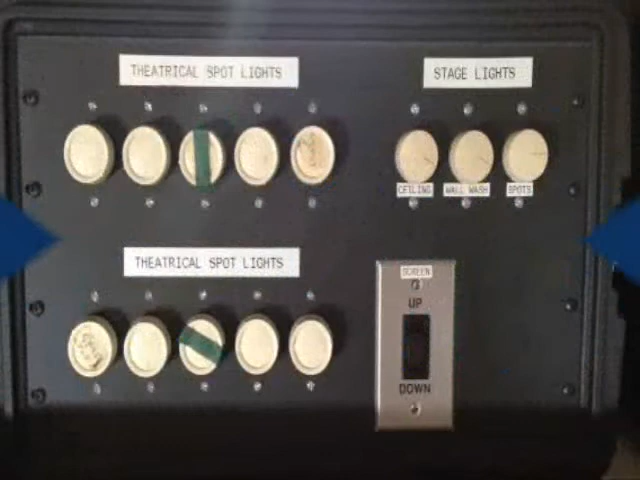 THEATRICAL SPOT LIGHTS
STAGE LIGHTS
CEILING
WALL WASH
SPOTS
THEATRICAL SPOT LIGHTS
SCREEN
UP
DOWN